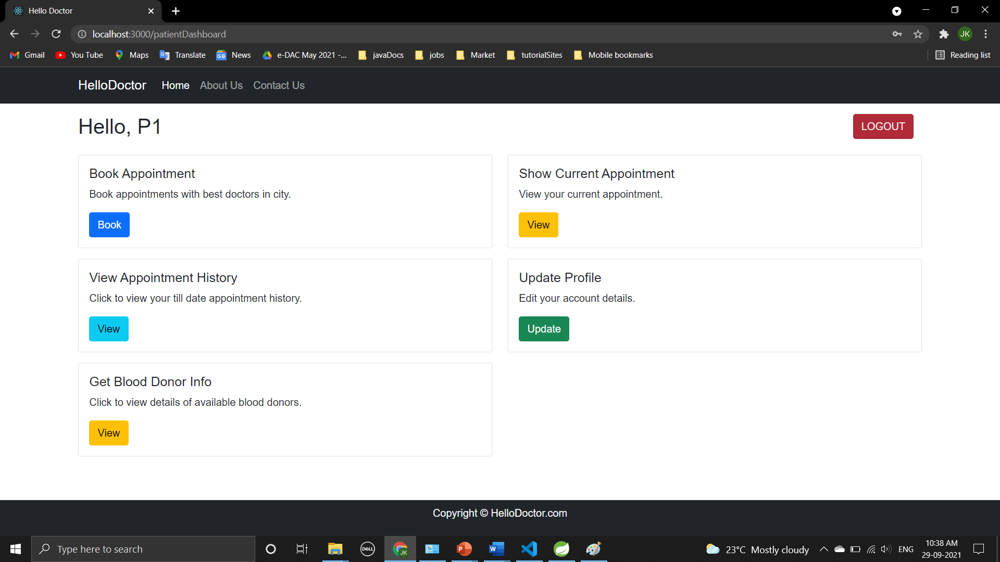 Hello Doctor
localhost:3000/patientDashboard
JK
Gmail YouTube Maps Translate News e-DAC May 2021 -... javaDocs jobs Market tutorialSites Mobile bookmarks Reading list
HelloDoctor Home About Us Contact Us
Hello, P1
LOGOUT
Book Appointment
Book appointments with best doctors in city.
Book
Show Current Appointment
View your current appointment.
View
View Appointment History
Click to view your till date appointment history.
View
Update Profile
Edit your account details.
Update
Get Blood Donor Info
Click to view details of available blood donors.
View
Copyright © HelloDoctor.com
Type here to search
DELL
JK
23°C Mostly cloudy
ENG
10:38 AM
29-09-2021